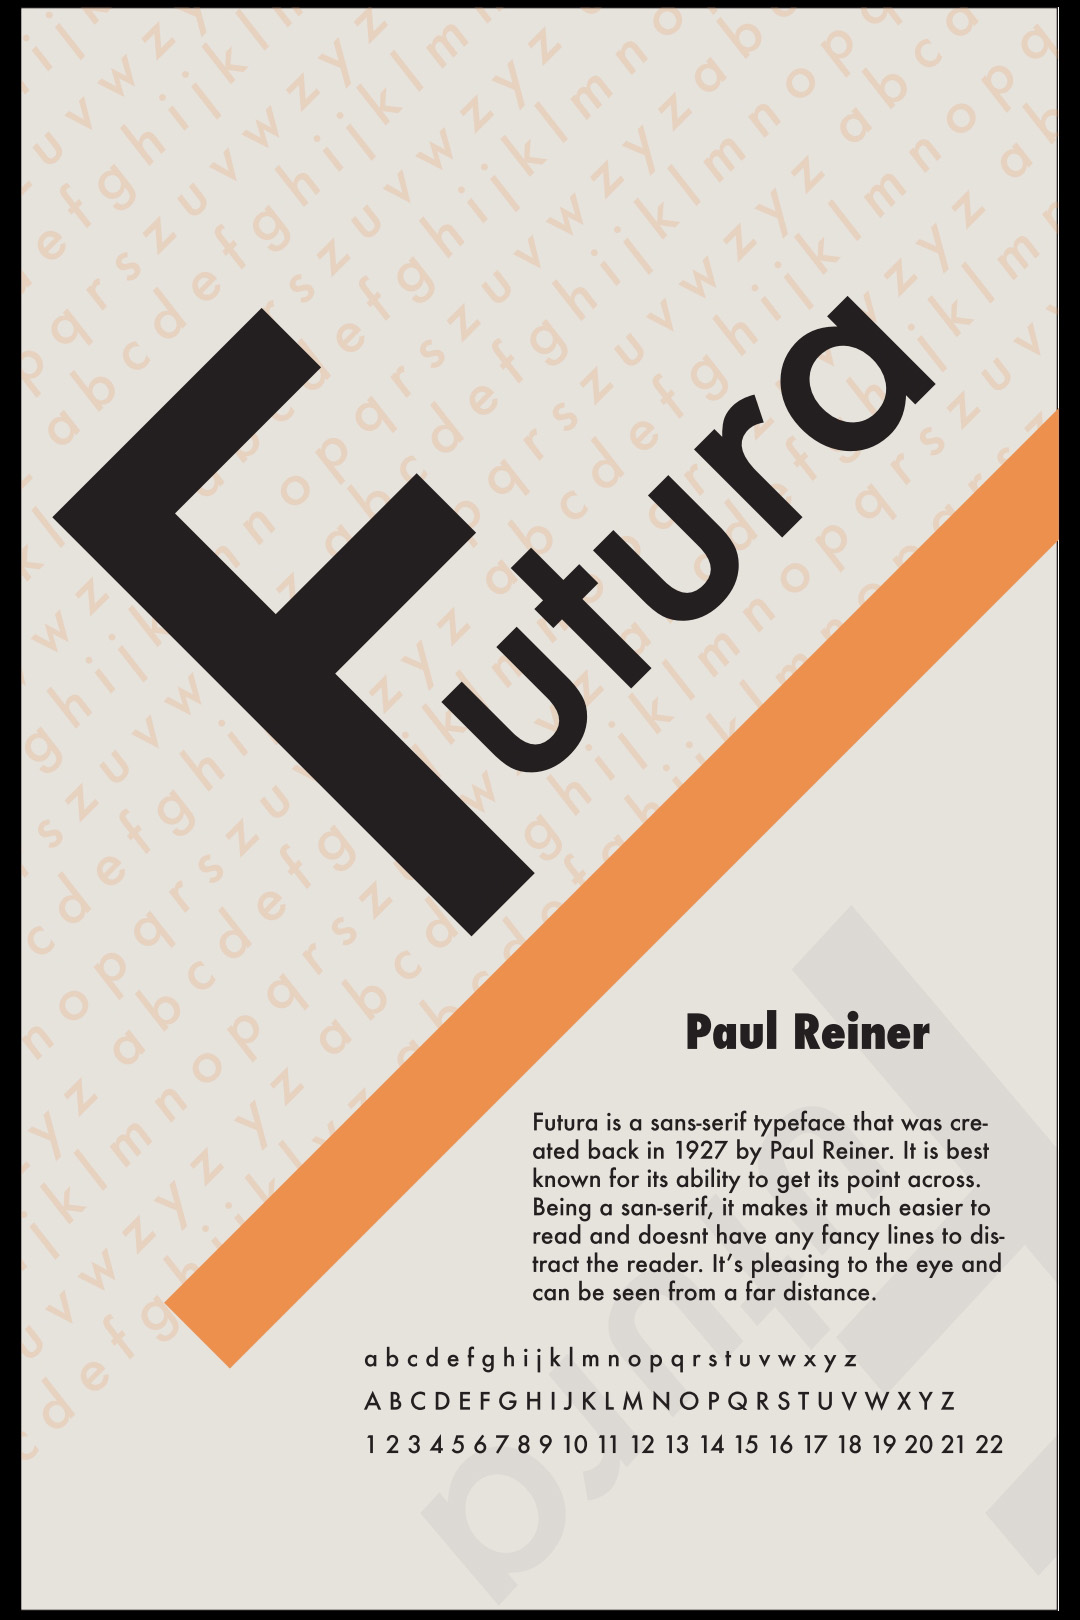 Futura
Paul Reiner
Futura is a sans-serif typeface that was cre-
ated back in 1927 by Paul Reiner. It is best
known for its ability to get its point across.
Being a san-serif, it makes it much easier to
read and doesnt have any fancy lines to dis-
tract the reader. It's pleasing to the eye and
can be seen from a far distance.
a b c d e f g h i j k l m n o p q r s t u v w x y z
A B C D E F G H I J K L M N O P Q R S T U V W X Y Z
1 2 3 4 5 6 7 8 9 10 11 12 13 14 15 16 17 18 19 20 21 22